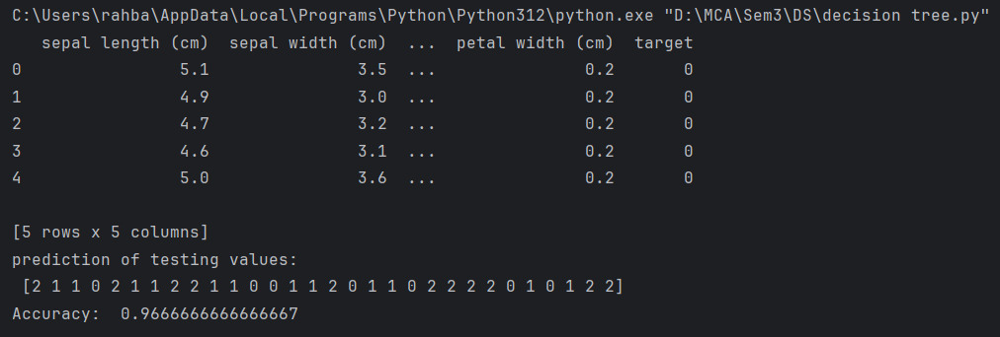 C:\Users\rahba\AppData\Local\Programs\Python\Python312\python.exe "D:\MCA\Sem3\DS\decision tree.py"
   sepal length (cm)  sepal width (cm)  ...  petal width (cm)  target
0                5.1               3.5  ...               0.2       0
1                4.9               3.0  ...               0.2       0
2                4.7               3.2  ...               0.2       0
3                4.6               3.1  ...               0.2       0
4                5.0               3.6  ...               0.2       0

[5 rows x 5 columns]
prediction of testing values:
 [2 1 1 0 2 1 1 2 2 1 1 0 0 1 1 2 0 1 1 0 2 2 2 2 0 1 0 1 2 2]
Accuracy:  0.9666666666666667